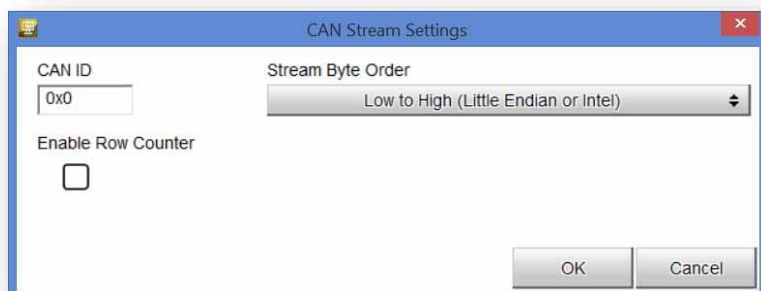 CAN Stream Settings
CAN ID
Stream Byte Order
0x0
Low to High (Little Endian or Intel)
Enable Row Counter
OK
Cancel